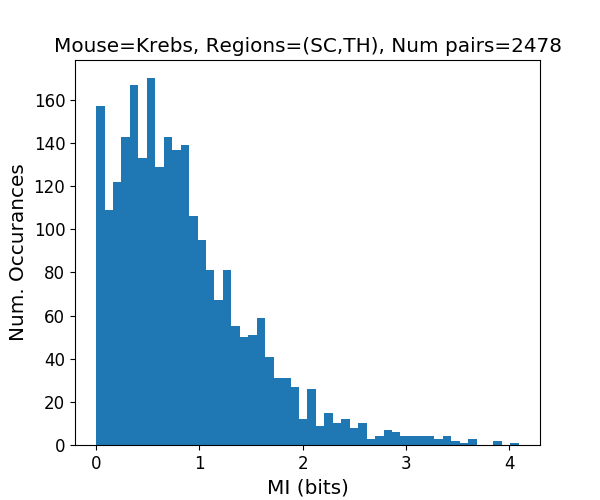 Mouse=Krebs, Regions=(SC,TH), Num pairs=2478
160
140
120
100
80
60
40
20
0
Num. Occurances
0 1 2 3 4
MI (bits)